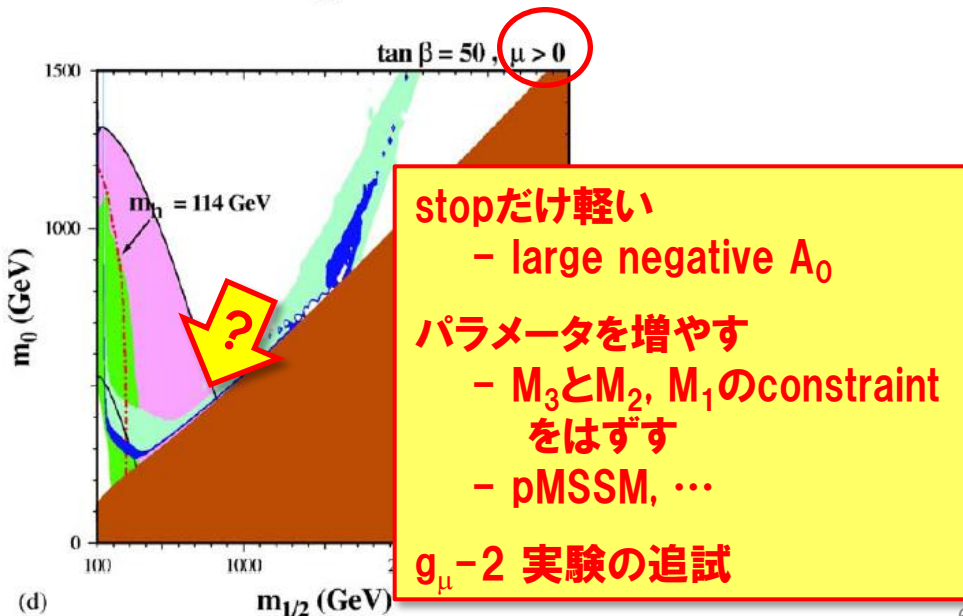 tan β = 50 , μ > 0
1500
1000
0
m₀ (GeV)
mₕ = 114 GeV
?
100
1000
2
m₁/₂ (GeV)
(d)
stopだけ軽い
- large negative A₀
パラメータを増やす
- M₃とM₂, M₁のconstraint
をはずす
- pMSSM, …
gμ-2 実験の追試